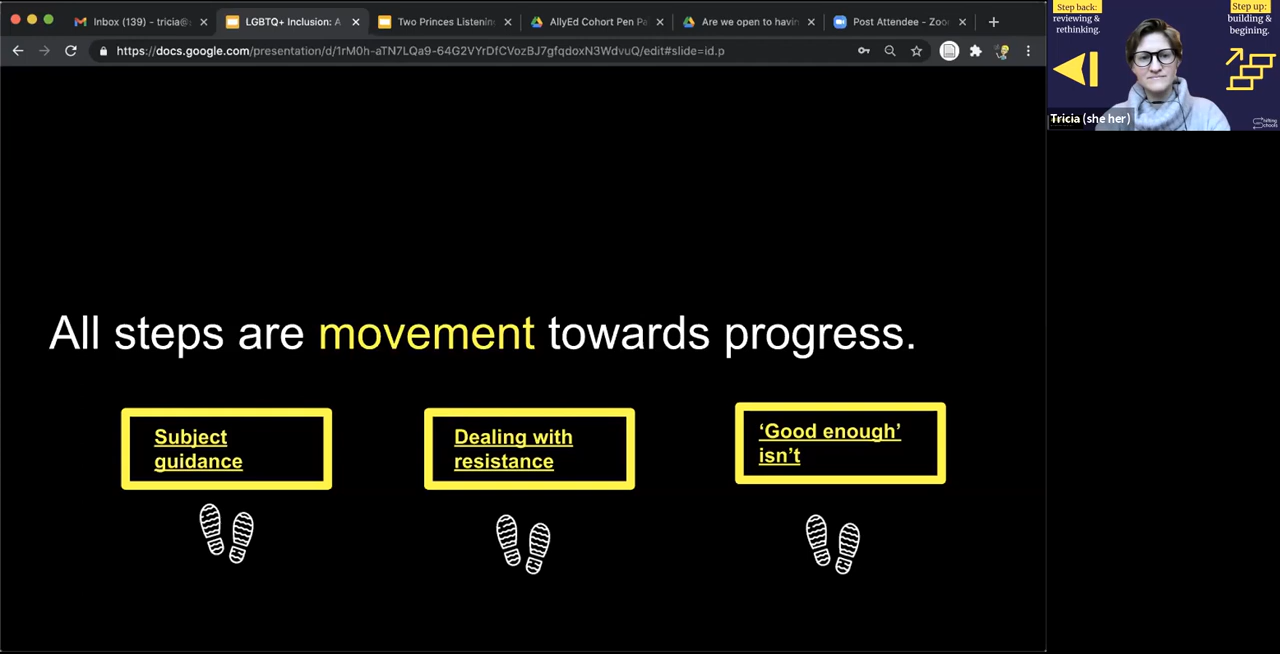 Inbox (139) - tricia@
LGBTQ+ Inclusion: A
Two Princes Listenin
AllyEd Cohort Pen Pa
Are we open to havin
Post Attendee - Zoo
https://docs.google.com/presentation/d/1rM0h-aTN7LQa9-64G2VYrDfCVozBJ7gfqdoxN3WdvuQ/edit#slide=id.p
All steps are movement towards progress.
Subject
guidance
Dealing with
resistance
‘Good enough’
isn’t
Step back:
reviewing &
rethinking.
Step up:
building &
begining.
Tricia (she her)